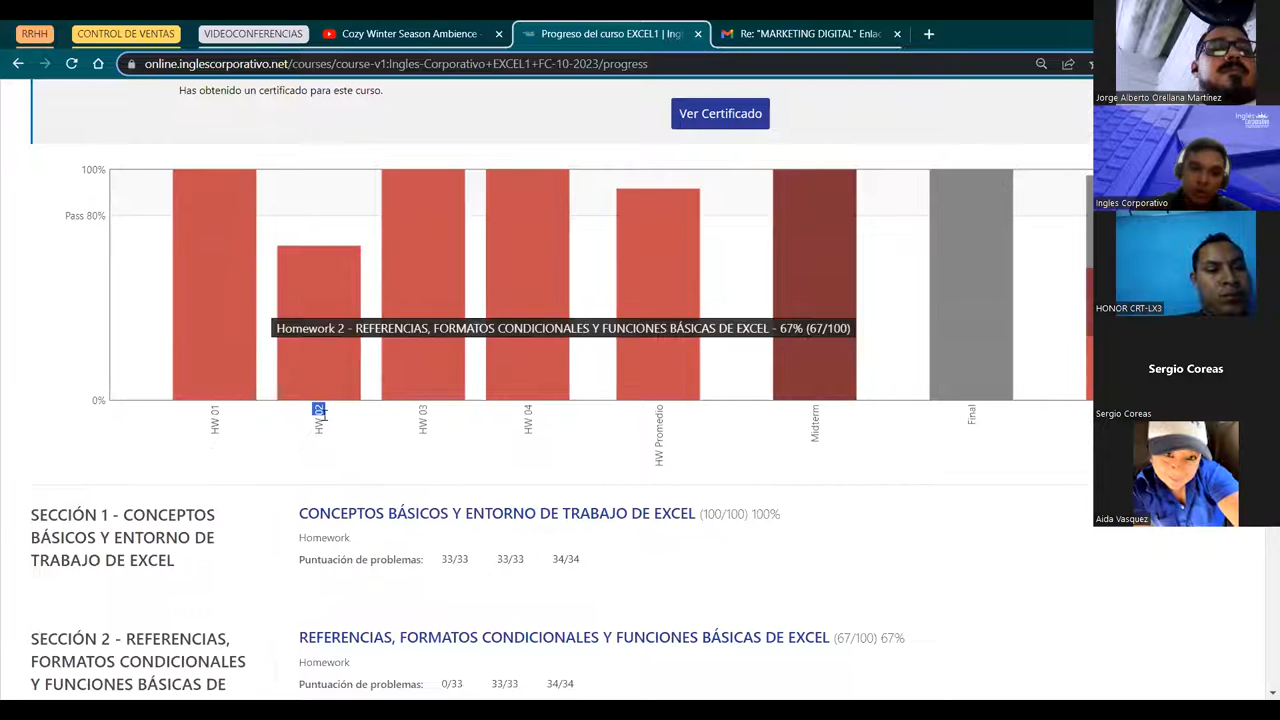 RRHH
CONTROL DE VENTAS
VIDEOCONFERENCIAS
Cozy Winter Season Ambience -
Progreso del curso EXCEL1 | Ing
Re: "MARKETING DIGITAL" Enlac
online.inglescorporativo.net/courses/course-v1:Ingles-Corporativo+EXCEL1+FC-10-2023/progress
Has obtenido un certificado para este curso.
Ver Certificado
100%
Pass 80%
0%
Homework 2 - REFERENCIAS, FORMATOS CONDICIONALES Y FUNCIONES BÁSICAS DE EXCEL - 67% (67/100)
HW 01
HW 02
HW 03
HW 04
HW Promedio
Midterm
Final
SECCIÓN 1 - CONCEPTOS
BÁSICOS Y ENTORNO DE
TRABAJO DE EXCEL
CONCEPTOS BÁSICOS Y ENTORNO DE TRABAJO DE EXCEL (100/100) 100%
Homework
Puntuación de problemas: 33/33 33/33 34/34
SECCIÓN 2 - REFERENCIAS,
FORMATOS CONDICIONALES
Y FUNCIONES BÁSICAS DE
REFERENCIAS, FORMATOS CONDICIONALES Y FUNCIONES BÁSICAS DE EXCEL (67/100) 67%
Homework
Puntuación de problemas: 0/33 33/33 34/34
Jorge Alberto Orellana Martínez
Inglés
Corporativo
Ingles Corporativo
HONOR CRT-LX3
Sergio Coreas
Sergio Coreas
Aida Vasquez